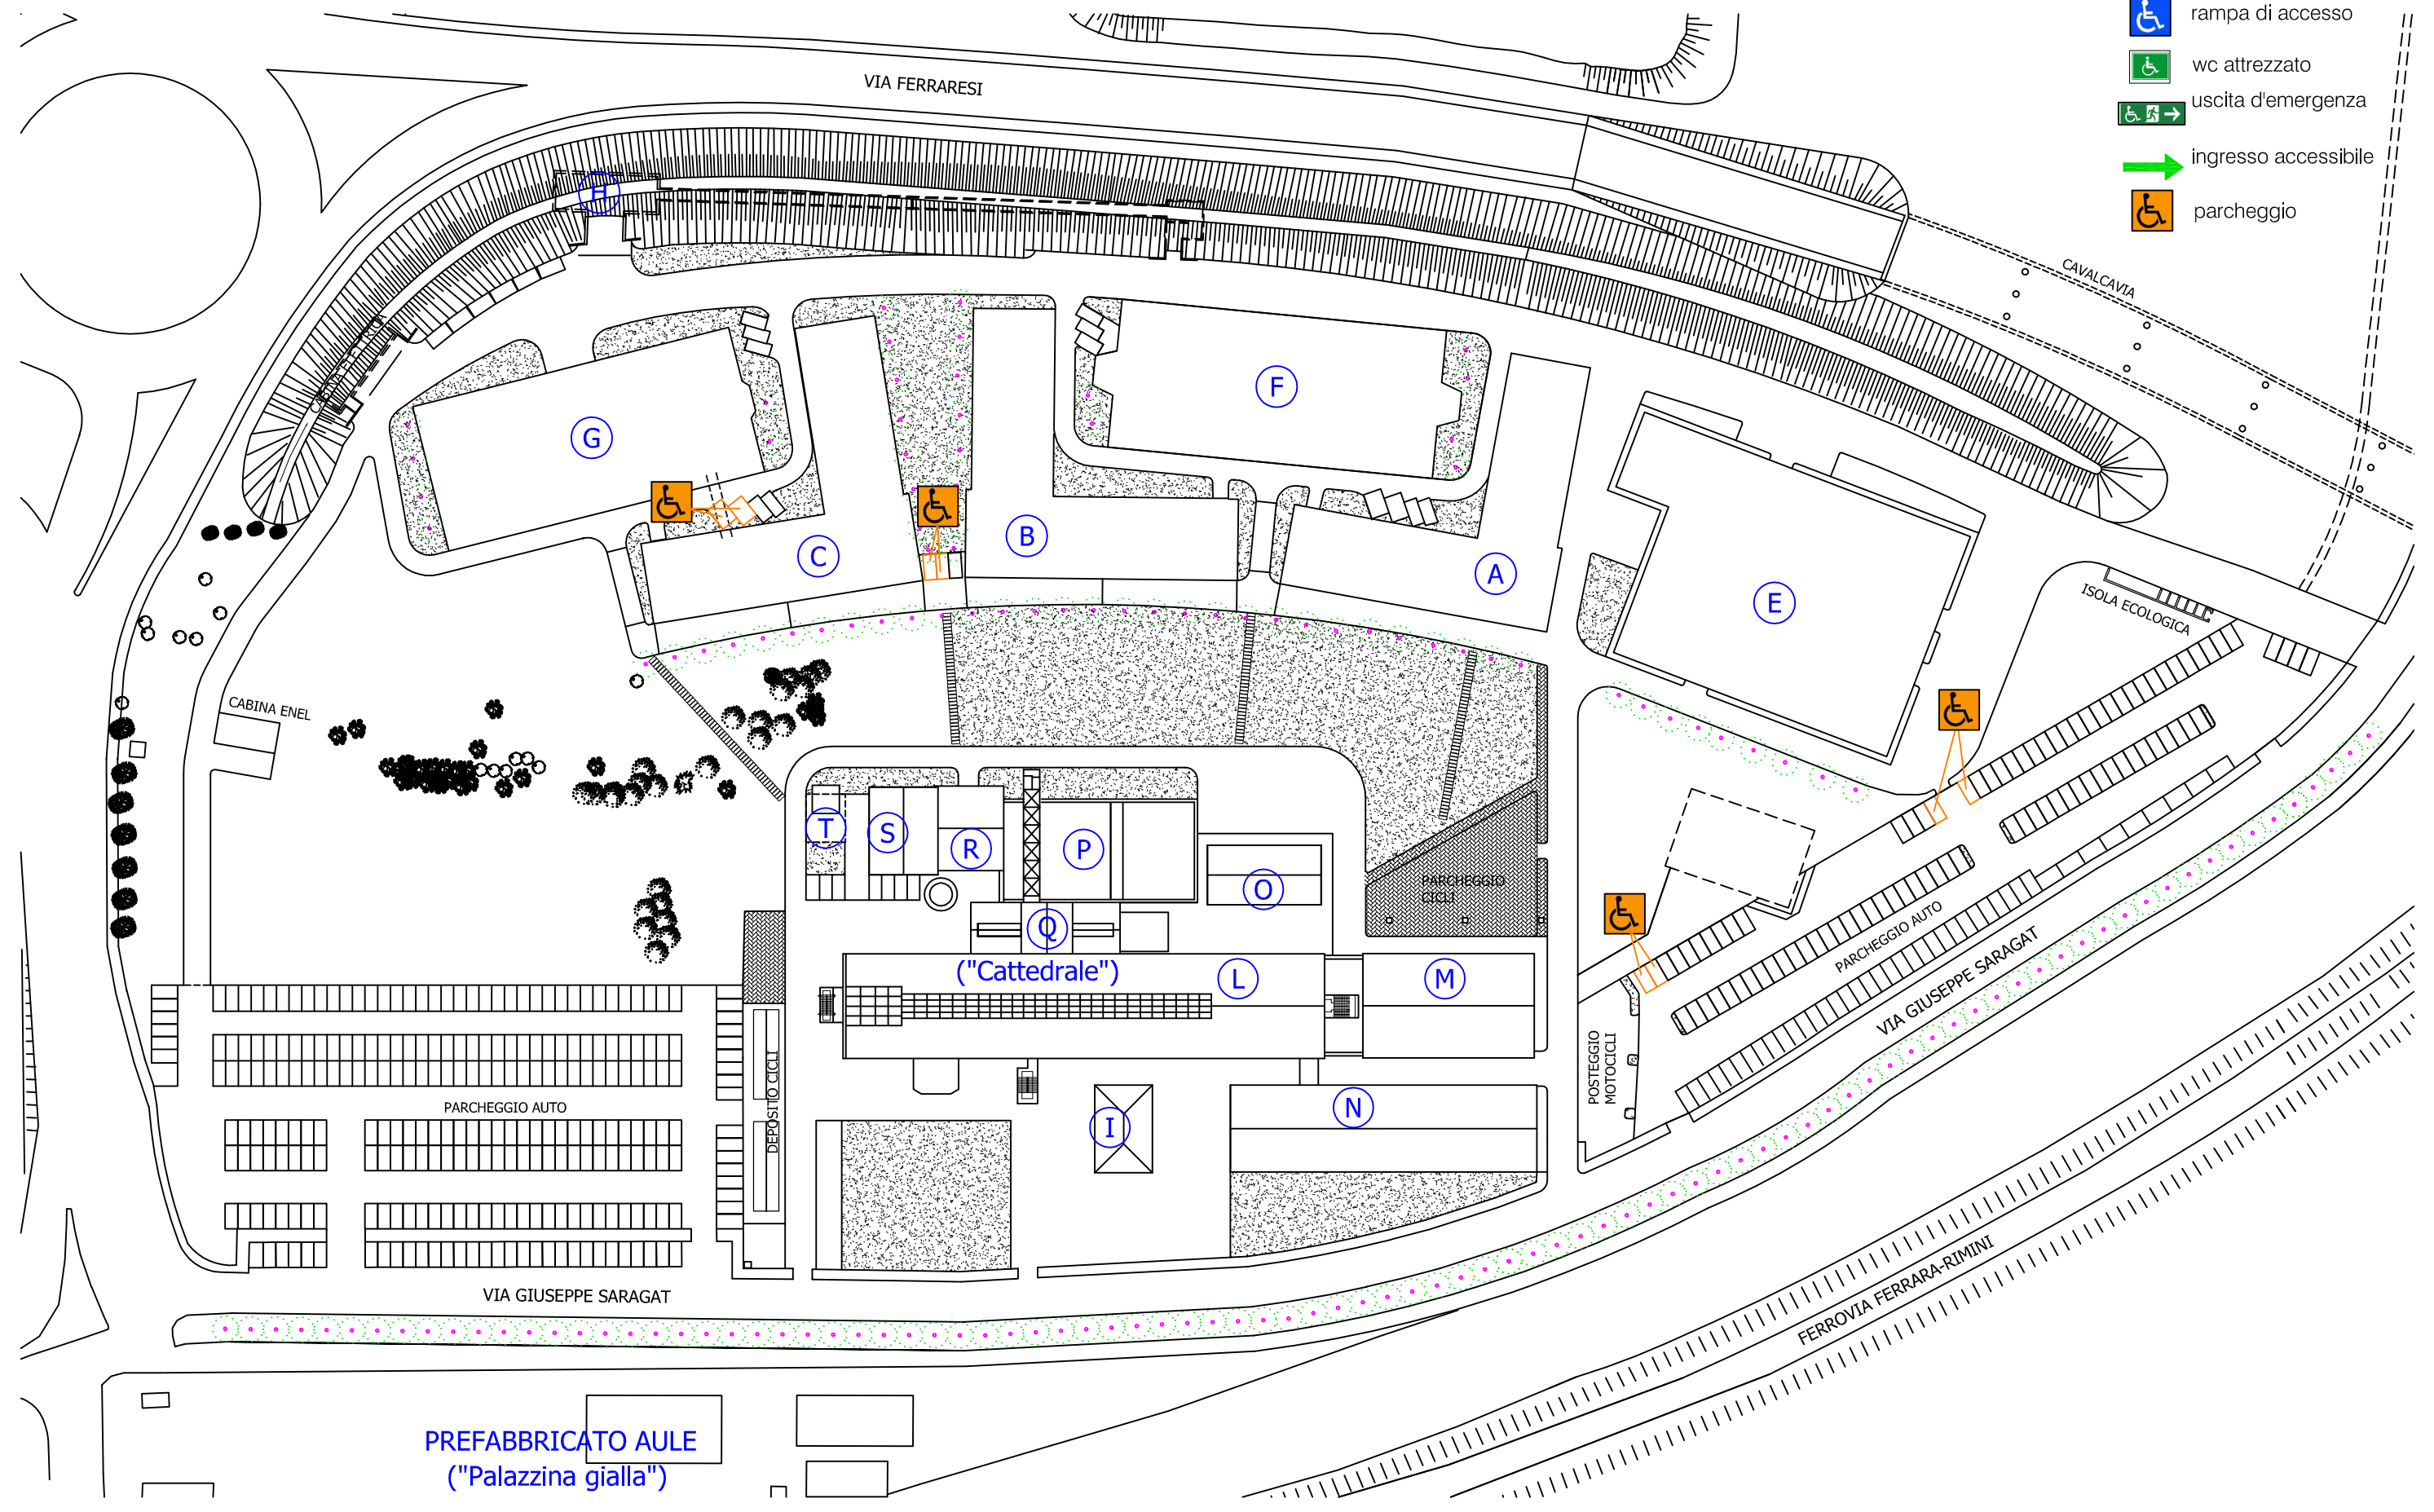 rampa di accesso
wc attrezzato
uscita d'emergenza
ingresso accessibile
parcheggio
VIA FERRARESI
H
CAVALCAVIA
F
G
B
C
A
E
ISOLA ECOLOGICA
CABINA ENEL
T
S
R
P
O
PARCHEGGIO
CICLI
Q
("Cattedrale")
L
M
PARCHEGGIO AUTO
VIA GIUSEPPE SARAGAT
POSTEGGIO
MOTOCICLI
DEPOSITO CICLI
PARCHEGGIO AUTO
I
N
VIA GIUSEPPE SARAGAT
FERROVIA FERRARA-RIMINI
PREFABBRICATO AULE
("Palazzina gialla")